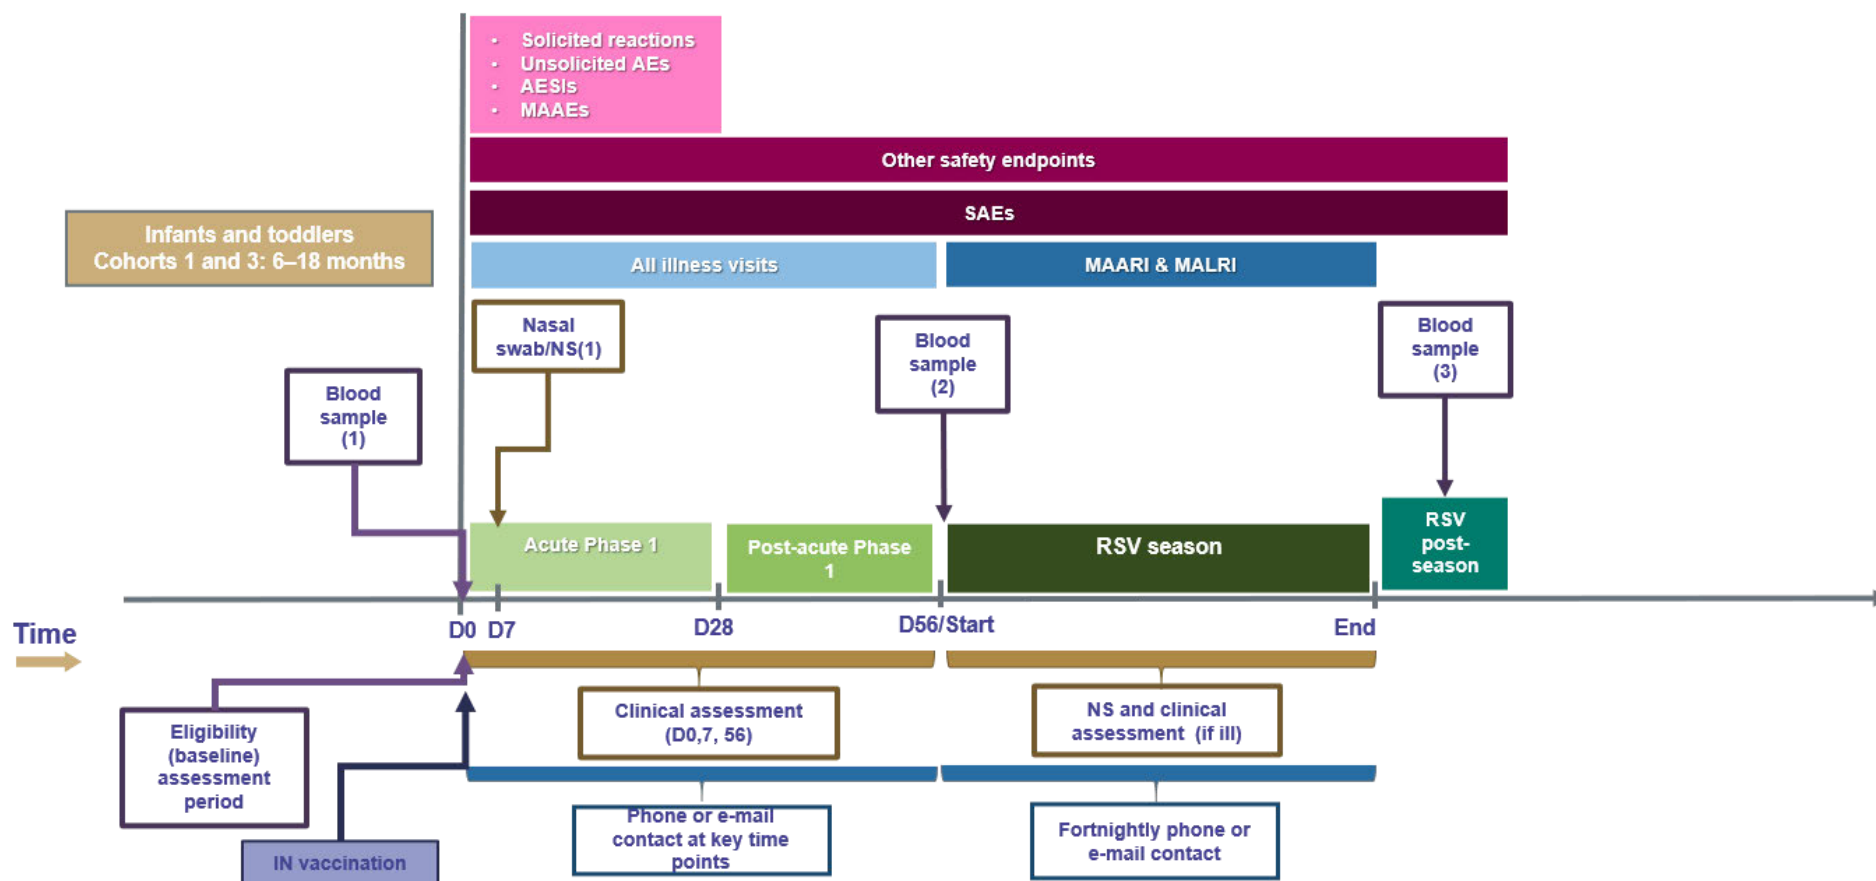 • Solicited reactions
• Unsolicited AEs
• AESIs
• MAAEs
Other safety endpoints
SAEs
Infants and toddlers
Cohorts 1 and 3: 6–18 months
All illness visits
MAARI & MALRI
Nasal
swab/NS(1)
Blood
sample
(2)
Blood
sample
(3)
Blood
sample
(1)
Acute Phase 1
Post-acute Phase
1
RSV season
RSV
post-
season
Time
D0
D7
D28
D56/Start
End
Eligibility
(baseline)
assessment
period
Clinical assessment
(D0,7, 56)
NS and clinical
assessment (if ill)
IN vaccination
Phone or e-mail
contact at key time
points
Fortnightly phone or
e-mail contact